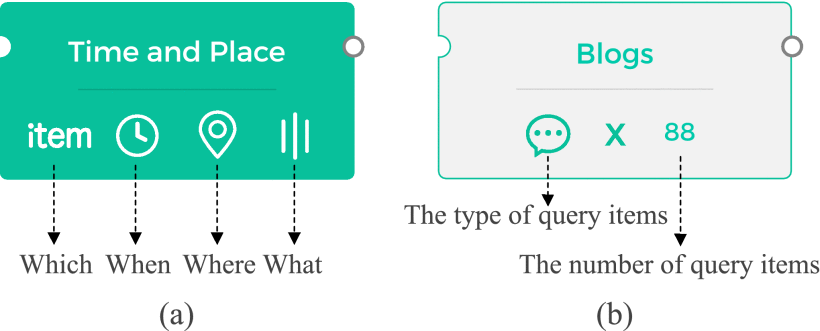 Time and Place
item
Which When Where What
(a)
Blogs
X 88
The type of query items
The number of query items
(b)